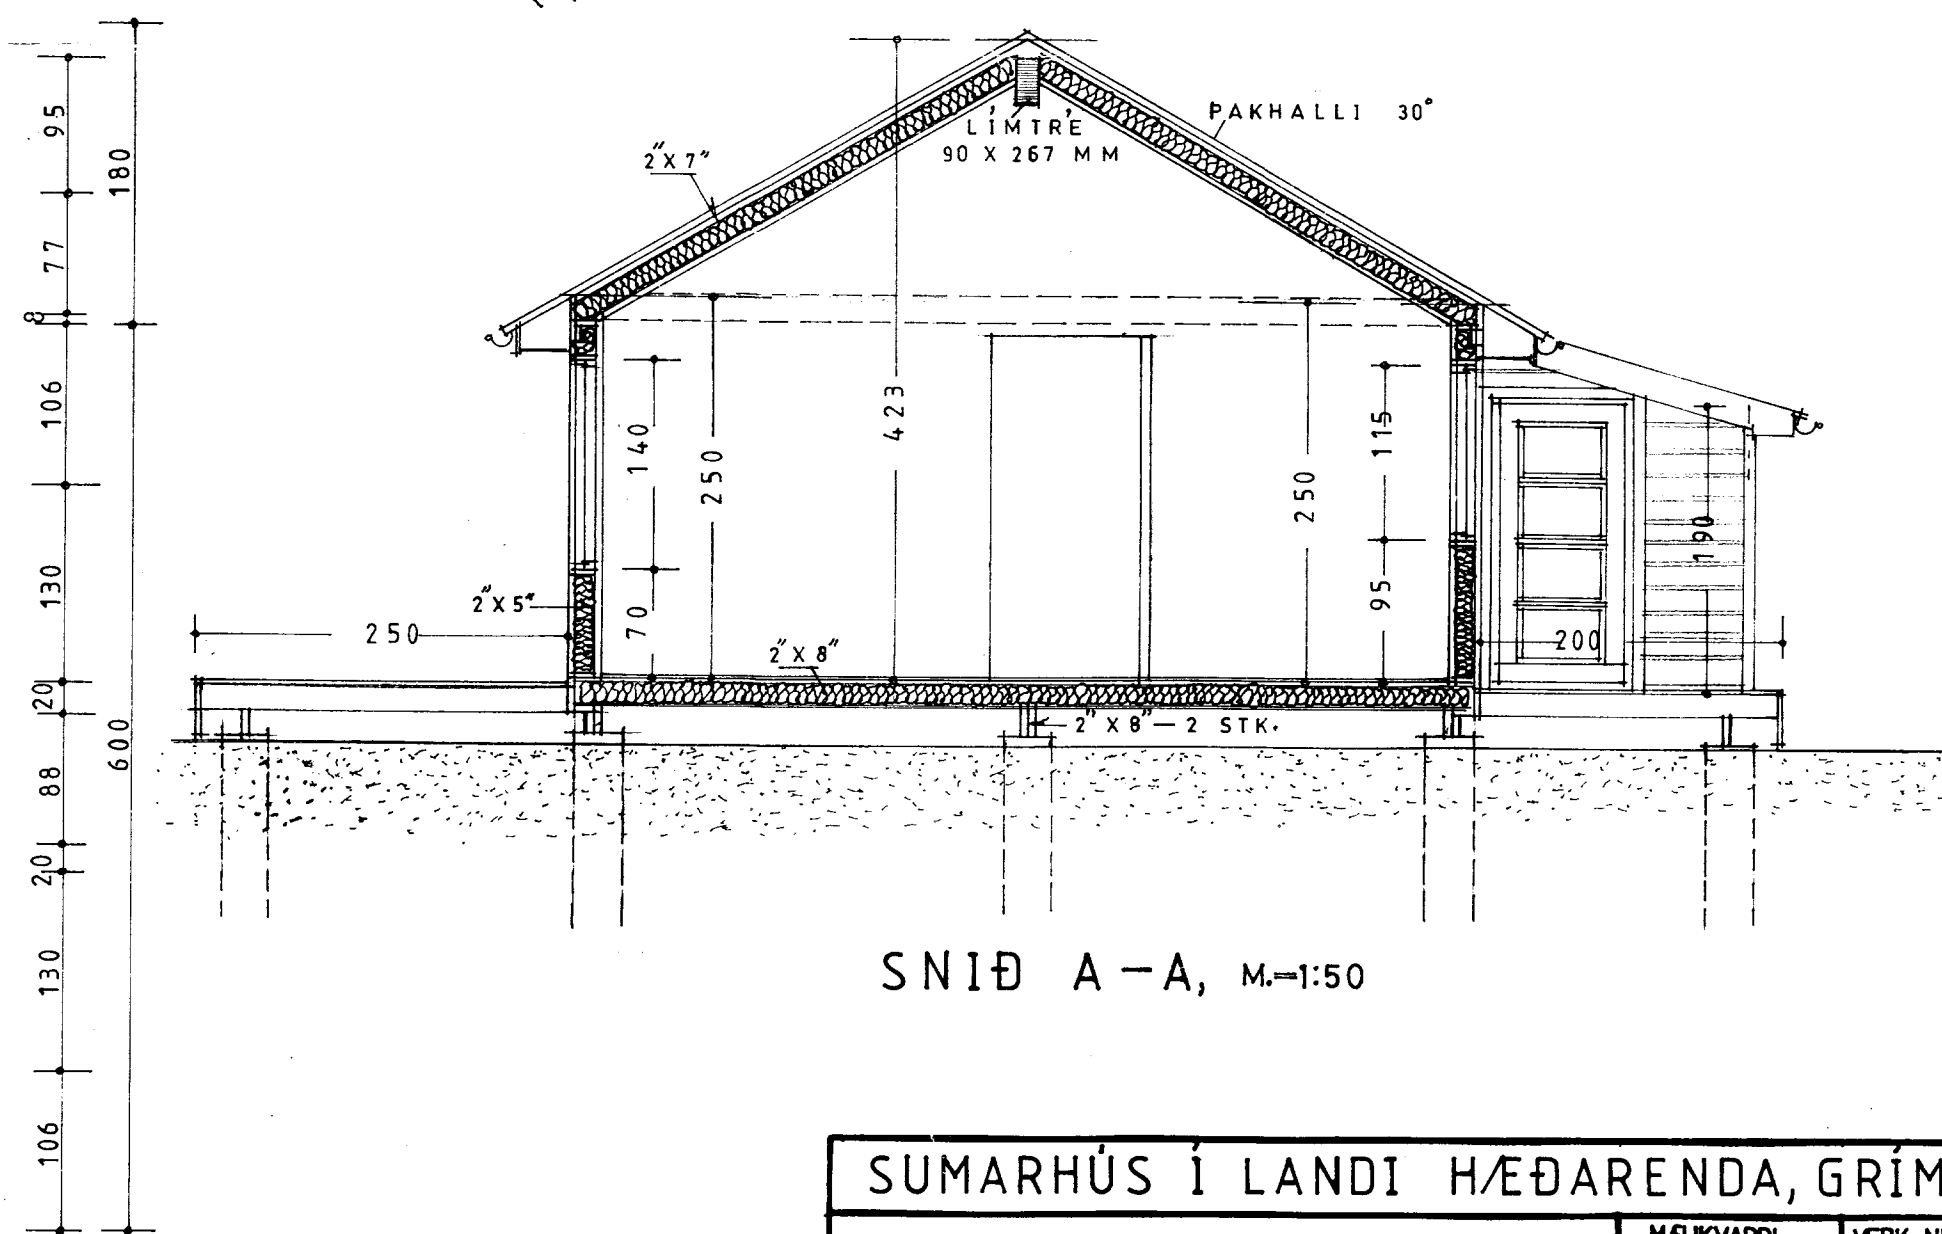 95
180
77
8
106
130
20
600
88
20
130
106
2"X 7"
LÍMTRÉ
90 X 267 MM
ÞAKHALLI 30°
423
140
250
115
250
190
2"X 5"
70
95
250
200
2"X 8"
2"X 8"— 2 STK.
SNIÐ A–A, M.=1:50
SUMARHÚS Í LANDI HÆÐARENDA, GRÍM